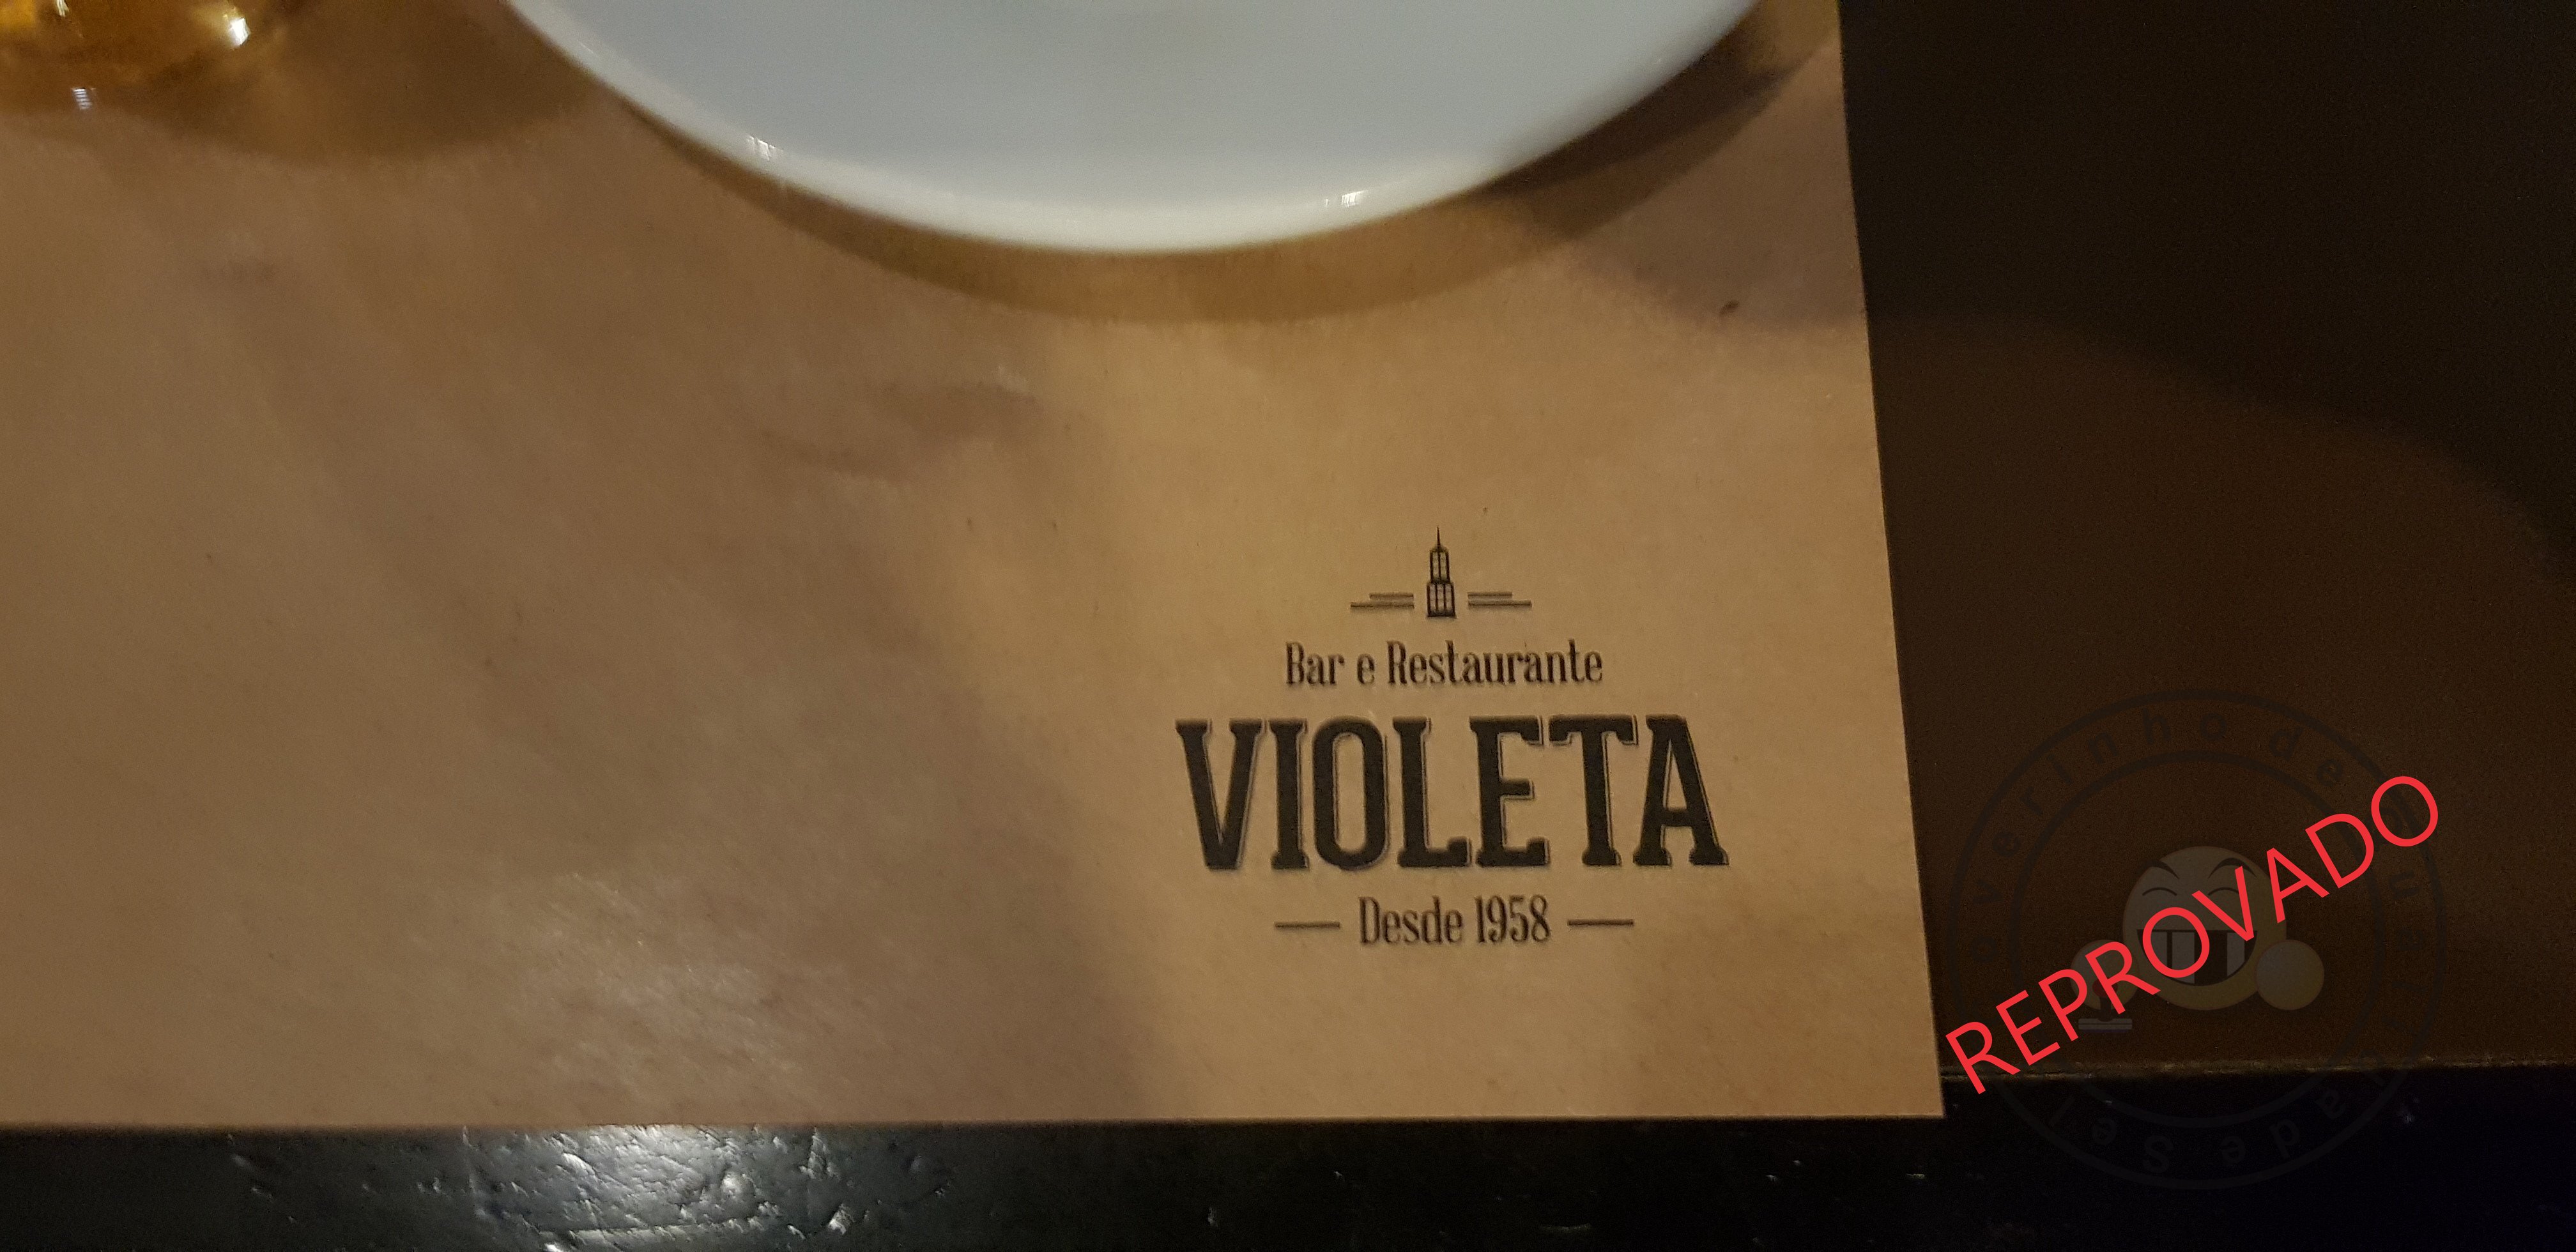 Bar e Restaurante
VIOLETA
Desde 1958
REPROVADO